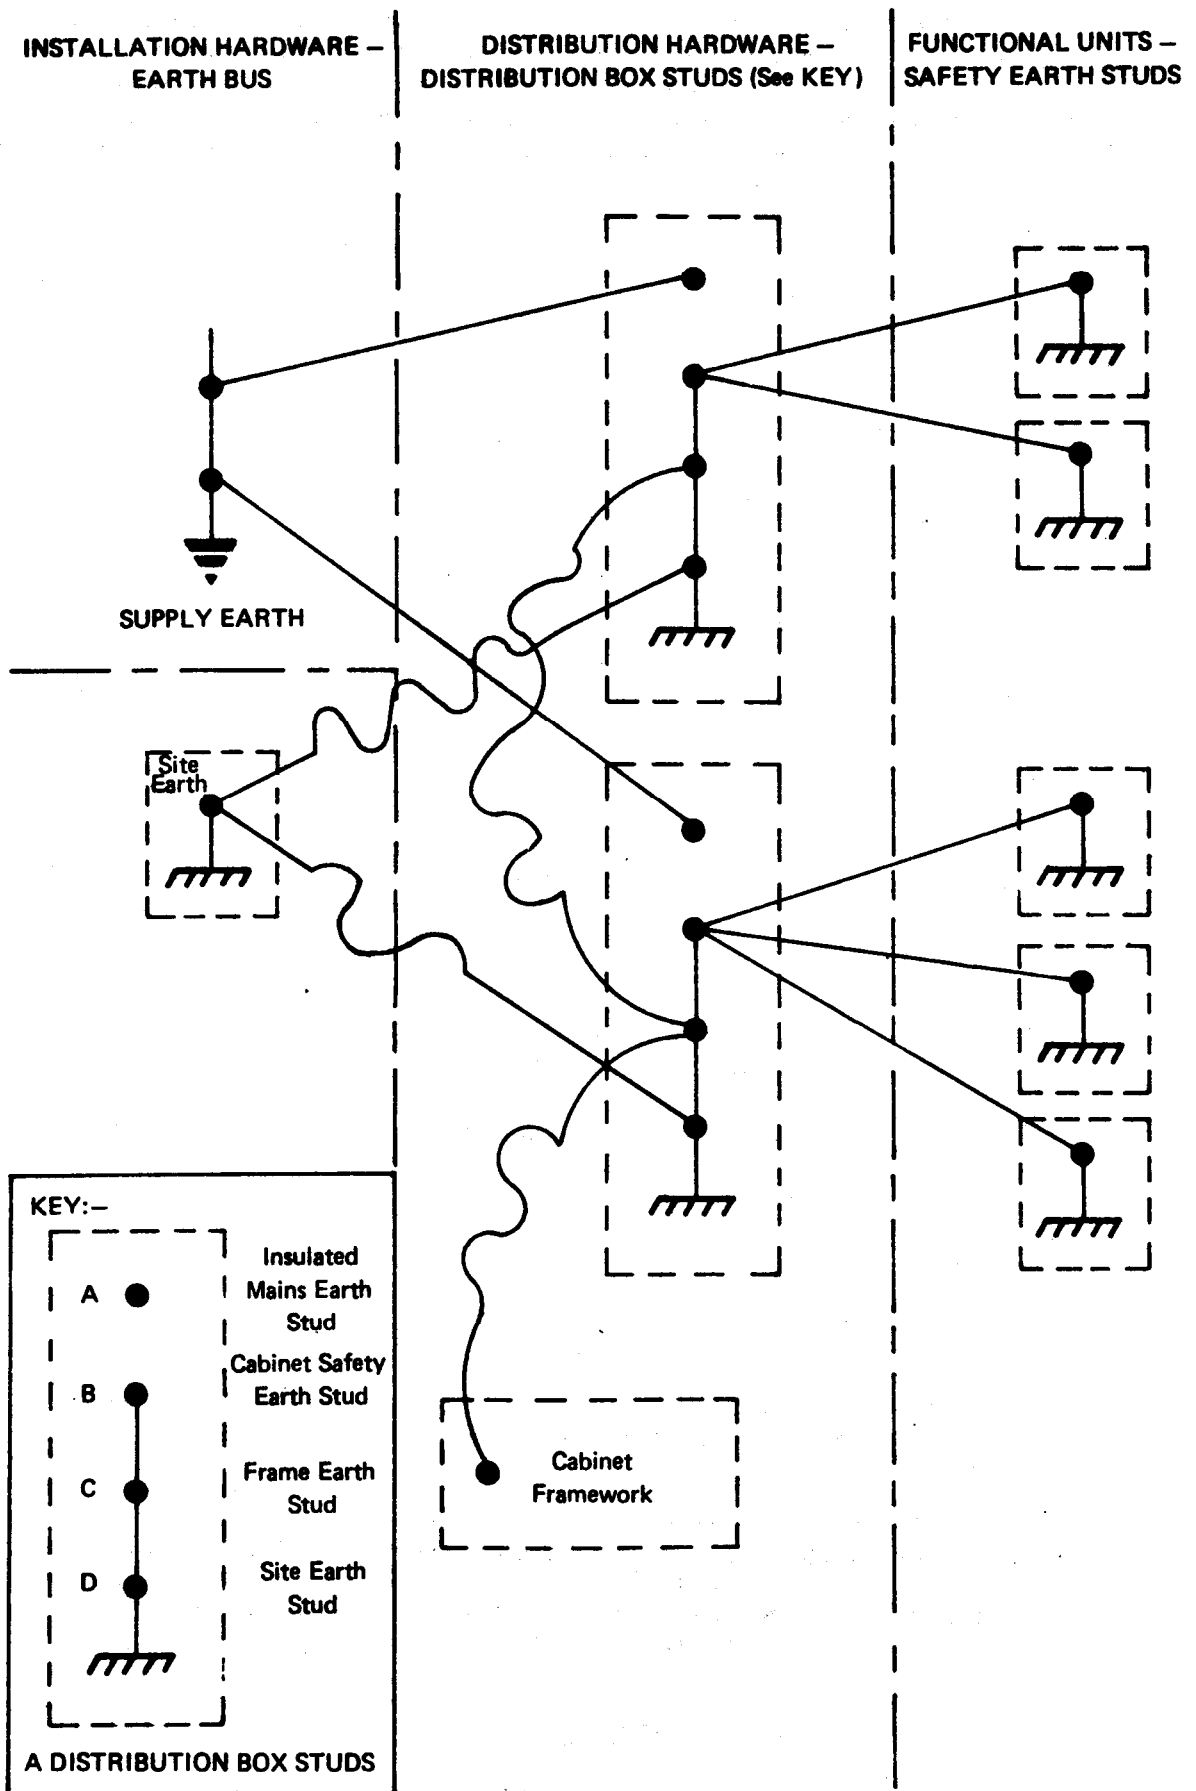 INSTALLATION HARDWARE –
EARTH BUS
DISTRIBUTION HARDWARE –
DISTRIBUTION BOX STUDS (See KEY)
FUNCTIONAL UNITS –
SAFETY EARTH STUDS
SUPPLY EARTH
Site
Earth
KEY:–
A
Insulated
Mains Earth
Stud
B
Cabinet Safety
Earth Stud
C
Frame Earth
Stud
D
Site Earth
Stud
A DISTRIBUTION BOX STUDS
Cabinet
Framework